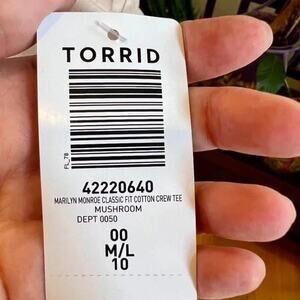 TORRID
FL_78
42220640
MARILYN MONROE CLASSIC FIT COTTON CREW TEE
MUSHROOM
DEPT 0050
00
M/L
10